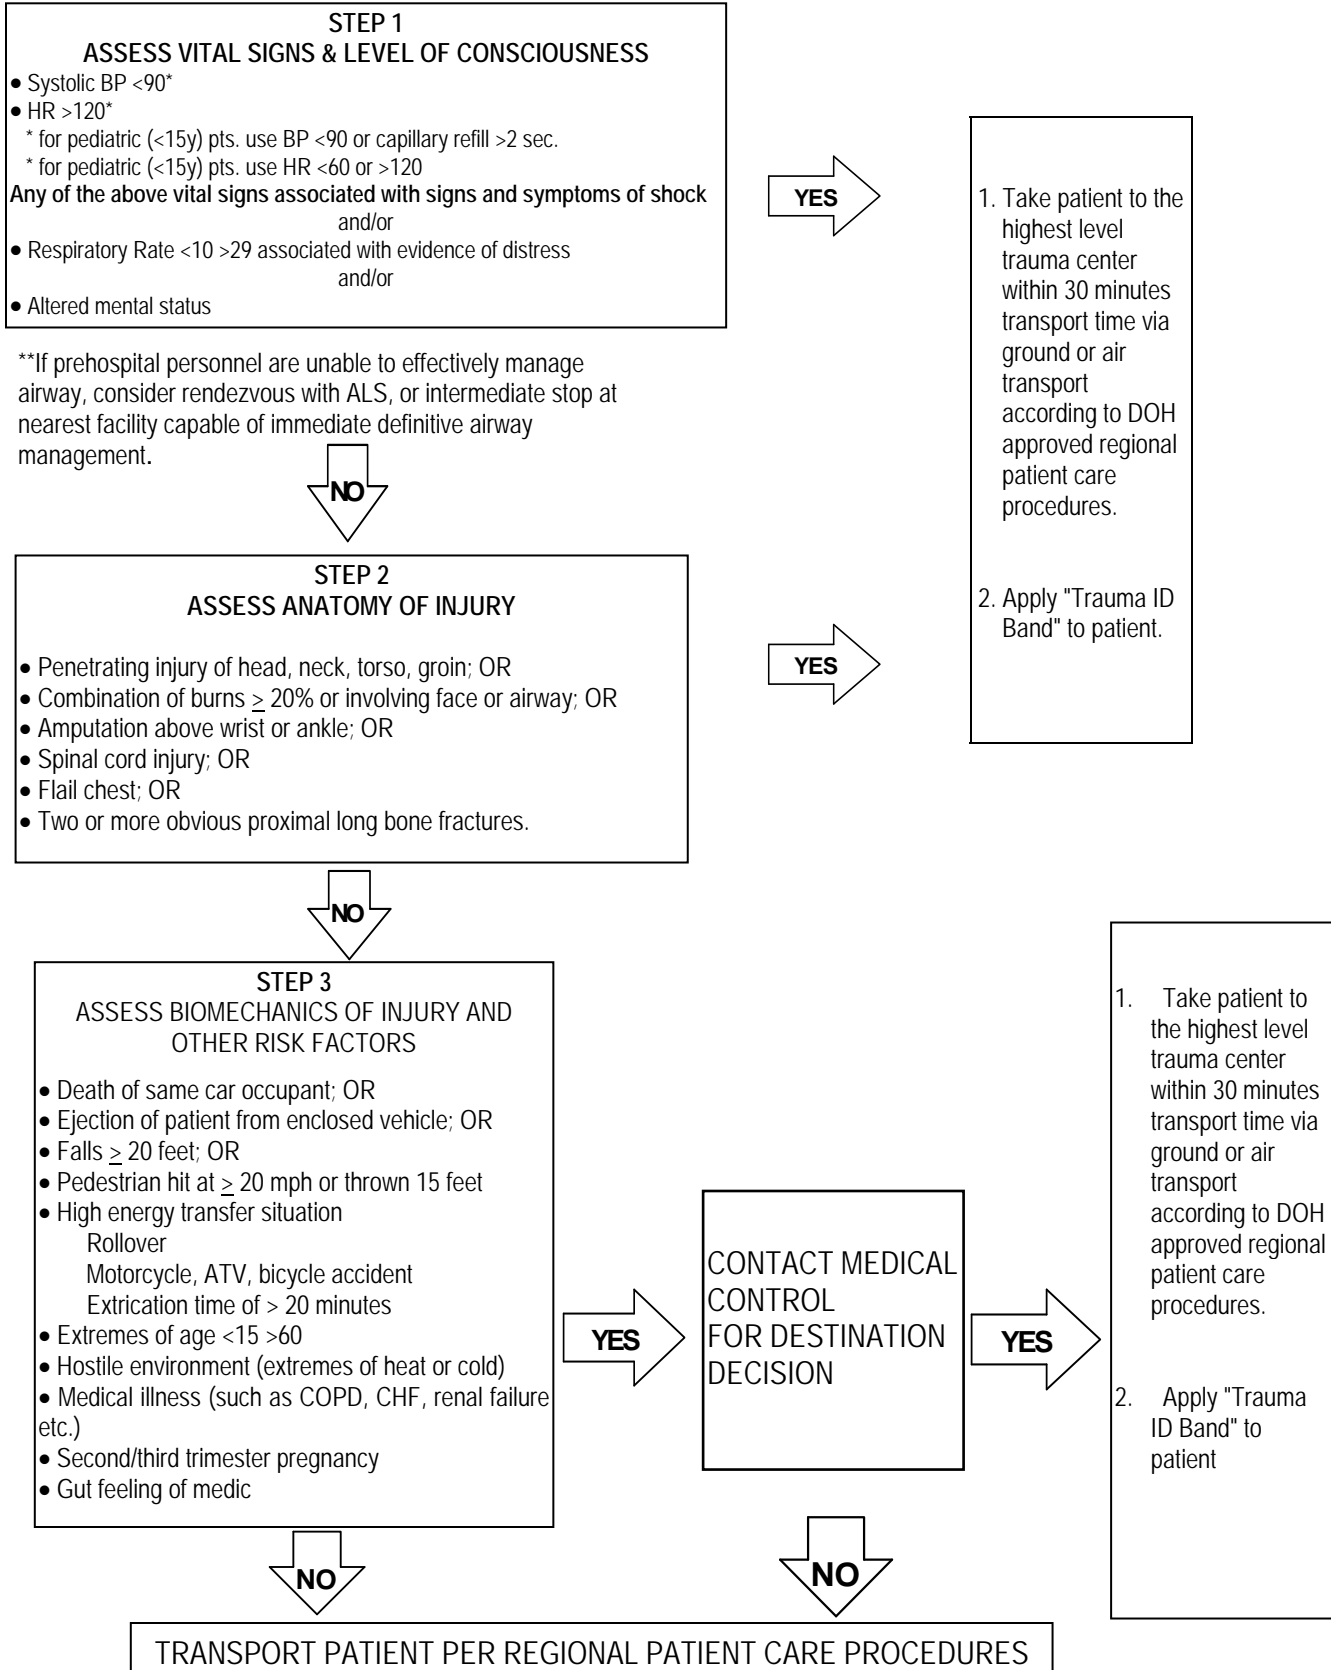 STEP 1
ASSESS VITAL SIGNS & LEVEL OF CONSCIOUSNESS
• Systolic BP <90*
• HR >120*
* for pediatric (<15y) pts. use BP <90 or capillary refill >2 sec.
* for pediatric (<15y) pts. use HR <60 or >120
Any of the above vital signs associated with signs and symptoms of shock
and/or
• Respiratory Rate <10 >29 associated with evidence of distress
and/or
• Altered mental status
YES
1. Take patient to the
highest level
trauma center
within 30 minutes
transport time via
ground or air
transport
according to DOH
approved regional
patient care
procedures.
2. Apply "Trauma ID
Band" to patient.
**If prehospital personnel are unable to effectively manage
airway, consider rendezvous with ALS, or intermediate stop at
nearest facility capable of immediate definitive airway
management.
NO
STEP 2
ASSESS ANATOMY OF INJURY
• Penetrating injury of head, neck, torso, groin; OR
• Combination of burns > 20% or involving face or airway; OR
• Amputation above wrist or ankle; OR
• Spinal cord injury; OR
• Flail chest; OR
• Two or more obvious proximal long bone fractures.
YES
NO
STEP 3
ASSESS BIOMECHANICS OF INJURY AND
OTHER RISK FACTORS
• Death of same car occupant; OR
• Ejection of patient from enclosed vehicle; OR
• Falls > 20 feet; OR
• Pedestrian hit at > 20 mph or thrown 15 feet
• High energy transfer situation
Rollover
Motorcycle, ATV, bicycle accident
Extrication time of > 20 minutes
• Extremes of age <15 >60
• Hostile environment (extremes of heat or cold)
• Medical illness (such as COPD, CHF, renal failure
etc.)
• Second/third trimester pregnancy
• Gut feeling of medic
YES
CONTACT MEDICAL
CONTROL
FOR DESTINATION
DECISION
YES
1. Take patient to
the highest level
trauma center
within 30 minutes
transport time via
ground or air
transport
according to DOH
approved regional
patient care
procedures.
2. Apply "Trauma
ID Band" to
patient
NO
NO
TRANSPORT PATIENT PER REGIONAL PATIENT CARE PROCEDURES